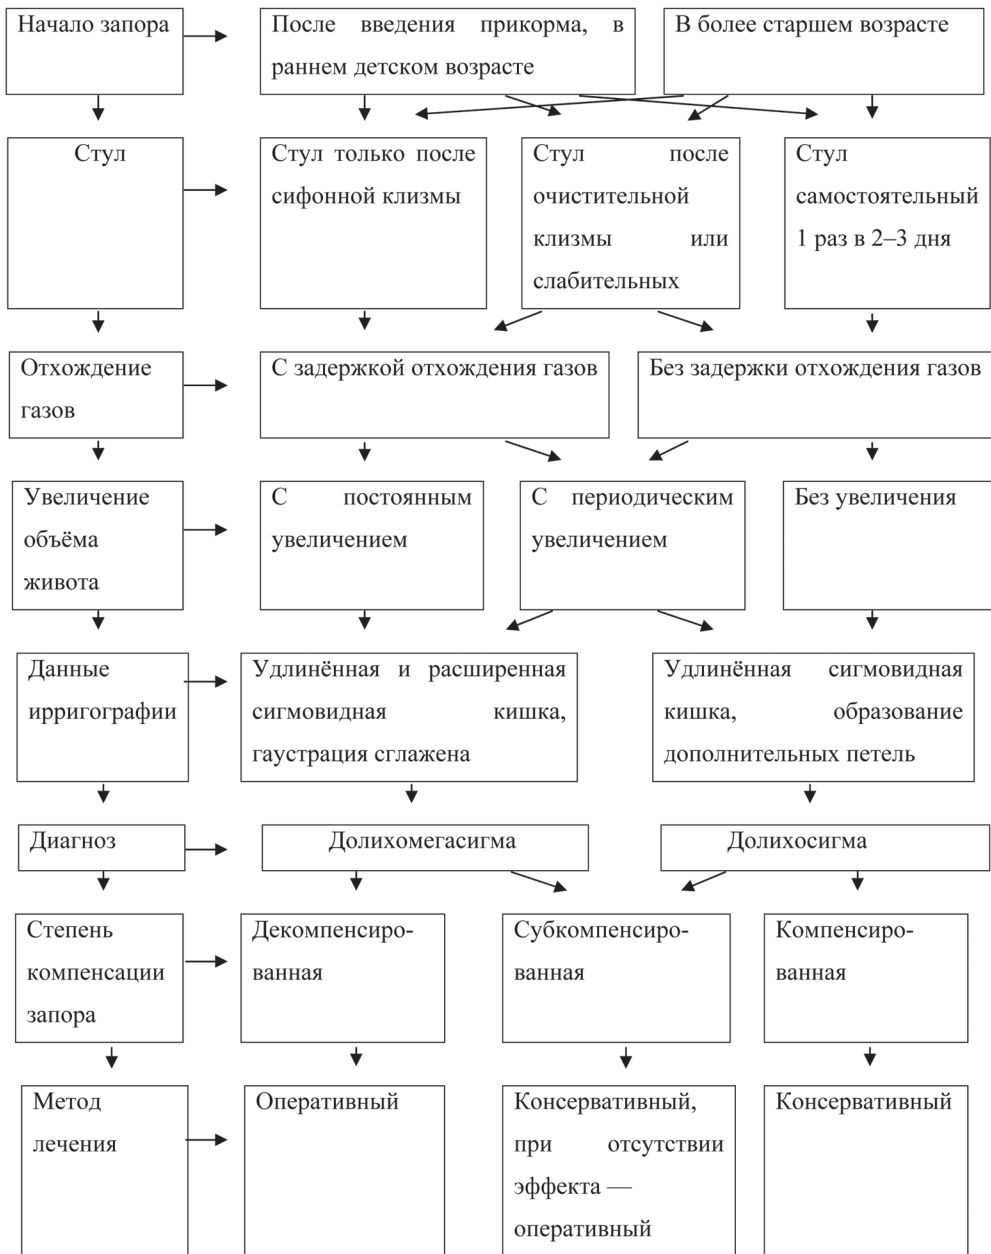 Начало запора
После введения прикорма, в
раннем детском возрасте
В более старшем возрасте
Стул
Стул только после
сифонной клизмы
Стул после
очистительной
клизмы или
слабительных
Стул
самостоятельный
1 раз в 2–3 дня
Отхождение
газов
С задержкой отхождения газов
Без задержки отхождения газов
Увеличение
объёма
живота
С постоянным
увеличением
С периодическим
увеличением
Без увеличения
Данные
ирригографии
Удлинённая и расширенная
сигмовидная кишка,
гаустрация сглажена
Удлинённая сигмовидная
кишка, образование
дополнительных петель
Диагноз
Долихомегасигма
Долихосигма
Степень
компенсации
запора
Декомпенсиро-
ванная
Субкомпенсиро-
ванная
Компенсиро-
ванная
Метод
лечения
Оперативный
Консервативный,
при отсутствии
эффекта —
оперативный
Консервативный